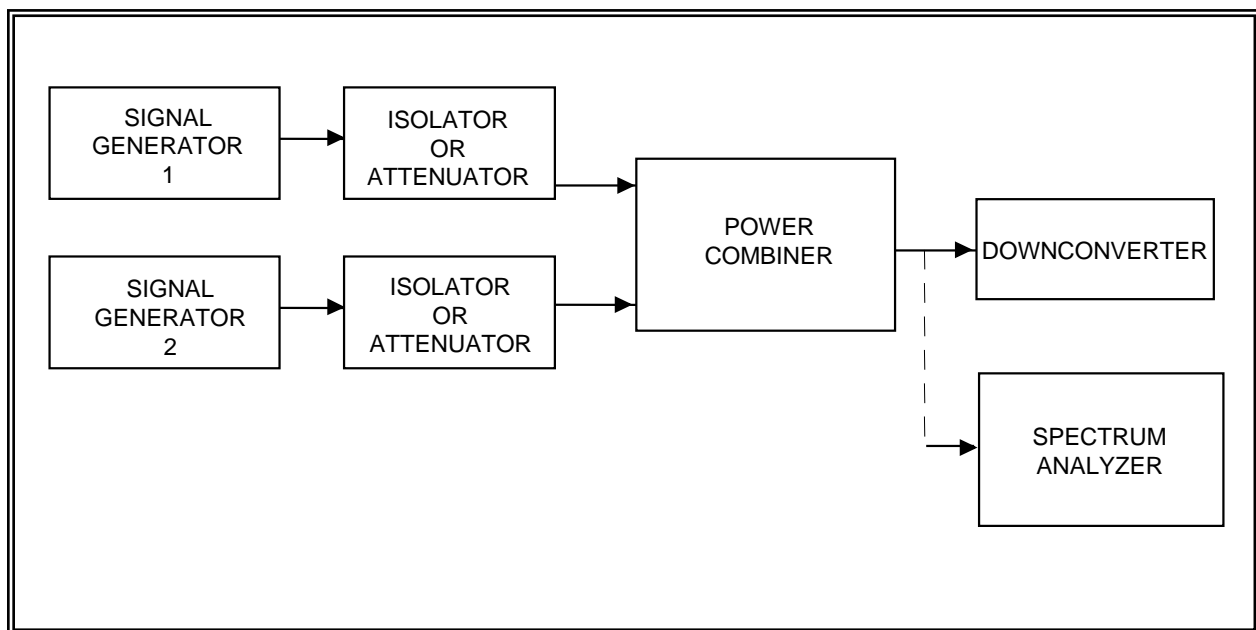 SIGNAL
GENERATOR
1
ISOLATOR
OR
ATTENUATOR
POWER
COMBINER
DOWNCONVERTER
SIGNAL
GENERATOR
2
ISOLATOR
OR
ATTENUATOR
SPECTRUM
ANALYZER